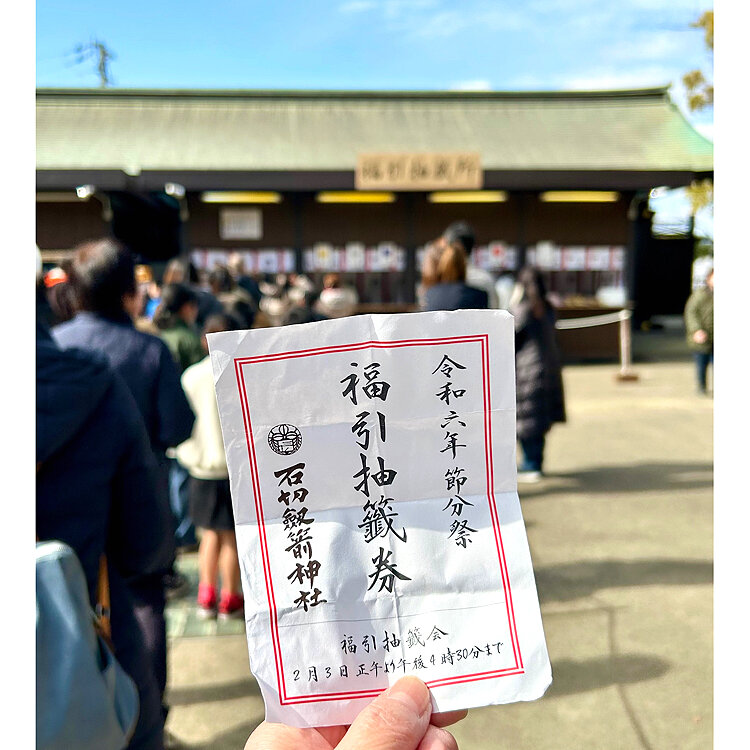 福引抽籤所
令和六年 節分祭
福引抽籤券
石切劔箭神社
福引抽籤会
2月3日正午より午後4時30分まで